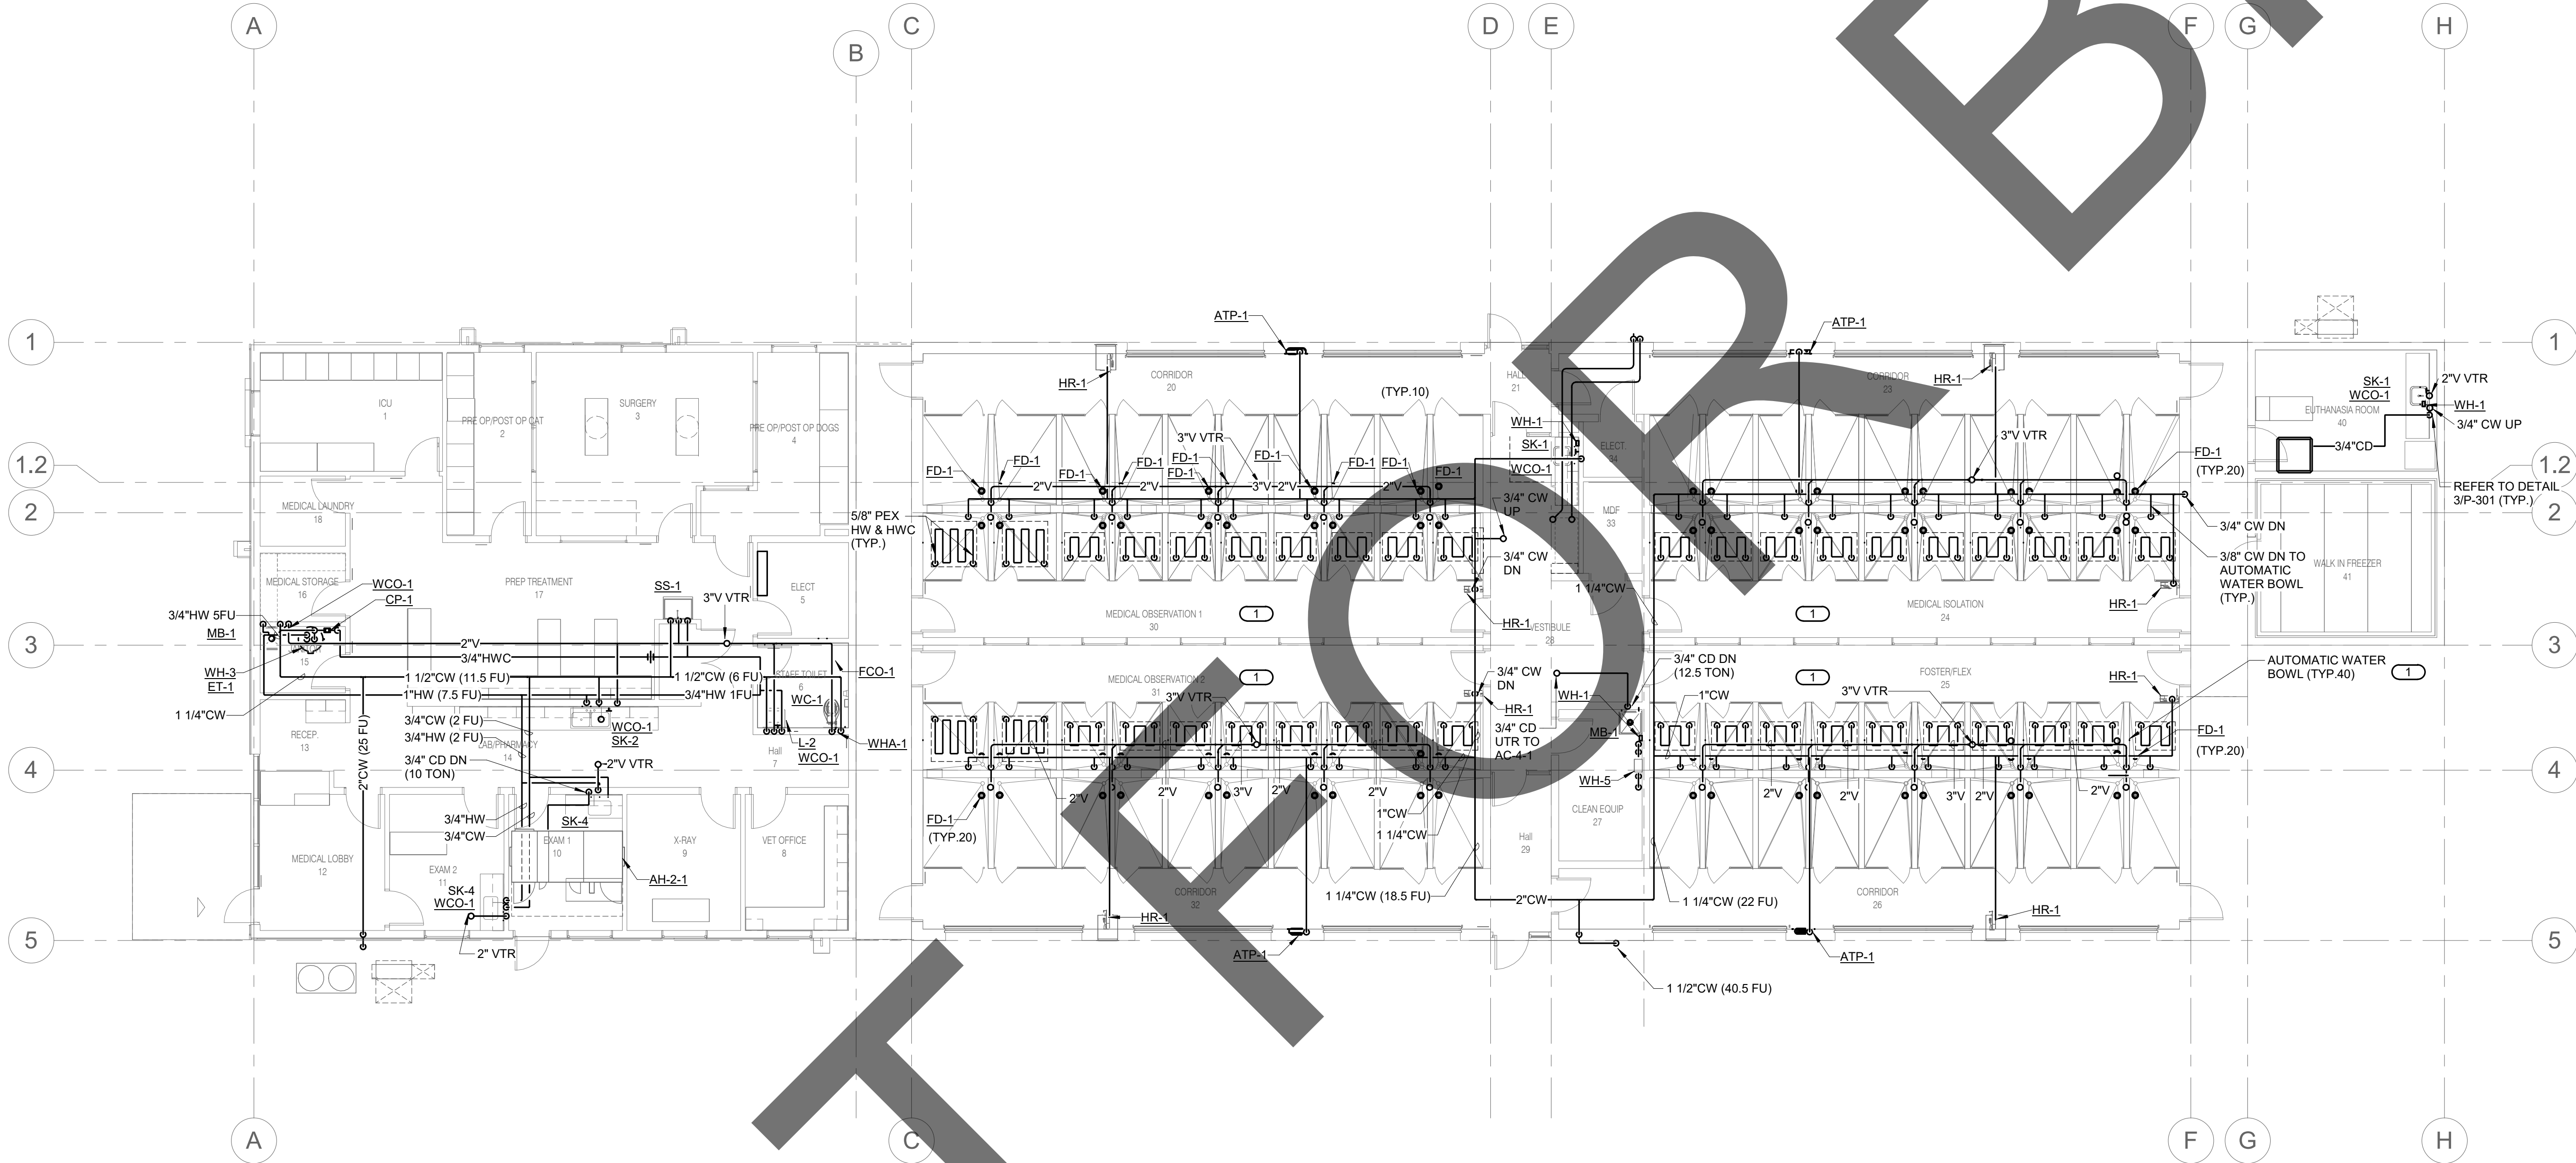 A
B
C
D
E
F
G
H
1
ATP-1
ATP-1
1
HR-1
CORRIDOR
20
(TYP.10)
HALL
21
CORRIDOR
23
HR-1
ICU
1
PRE OP/POST OP CAT
2
SURGERY
3
PRE OP/POST OP DOGS
4
SK-1
WCO-1
2"V VTR
WH-1
EUTHANASIA ROOM
40
3/4" CW UP
3/4"CD
WH-1
SK-1
WCO-1
ELECT.
34
3"V VTR
3"V VTR
1.2
FD-1
FD-1
FD-1
FD-1
FD-1
FD-1
FD-1
FD-1
FD-1
FD-1
FD-1
FD-1
(TYP.20)
1.2
2"V
2"V
3"V
2"V
2"V
REFER TO DETAIL
3/P-301 (TYP.)
MEDICAL LAUNDRY
18
2
5/8" PEX
HW & HWC
(TYP.)
3/4" CW
UP
MDF
33
3/4" CW DN
2
3/4" CW
DN
3/8" CW DN TO
AUTOMATIC
WATER BOWL
(TYP.)
WALK IN FREEZER
41
MEDICAL STORAGE
16
WCO-1
CP-1
PREP TREATMENT
17
SS-1
ELECT
5
3"V VTR
3/4"HW 5FU
MB-1
1 1/4"CW
HR-1
HR-1
MEDICAL OBSERVATION 1
30
1
VESTIBULE
28
1
MEDICAL ISOLATION
24
3
2"V
3/4"HWC
15
WH-3
ET-1
1 1/2"CW (11.5 FU)
1 1/2"CW (6 FU)
1"HW (7.5 FU)
3/4"HW 1FU
STAFF TOILET
6
WC-1
FCO-1
3
1 1/4"CW
MEDICAL OBSERVATION 2
31
1
3"V VTR
3/4" CW
DN
HR-1
3/4" CD
UTR TO
AC-4-1
3/4" CD DN
(12.5 TON)
WH-1
MB-1
WH-5
1"CW
1
3"V VTR
FOSTER/FLEX
25
HR-1
AUTOMATIC WATER
BOWL (TYP.40)
1
FD-1
(TYP.20)
RECEP.
13
2"CW (25 FU)
3/4"CW (2 FU)
3/4"HW (2 FU)
LAB/PHARMACY
14
3/4" CD DN
(10 TON)
WCO-1
SK-2
L-2
WCO-1
WHA-1
Hall
7
4
2"V VTR
4
SK-4
3/4"HW
3/4"CW
EXAM 1
10
X-RAY
9
VET OFFICE
8
MEDICAL LOBBY
12
EXAM 2
11
SK-4
WCO-1
AH-2-1
2" VTR
FD-1
(TYP.20)
2"V
2"V
3"V
2"V
2"V
1"CW
1 1/4"CW
1 1/4"CW (18.5 FU)
CORRIDOR
32
HR-1
ATP-1
Hall
29
CLEAN EQUIP
27
2"CW
2"V
2"V
2"V
3"V
2"V
2"V
1 1/4"CW (22 FU)
CORRIDOR
26
HR-1
ATP-1
5
5
1 1/2"CW (40.5 FU)
A
C
F
G
H
T
F
O
R
B